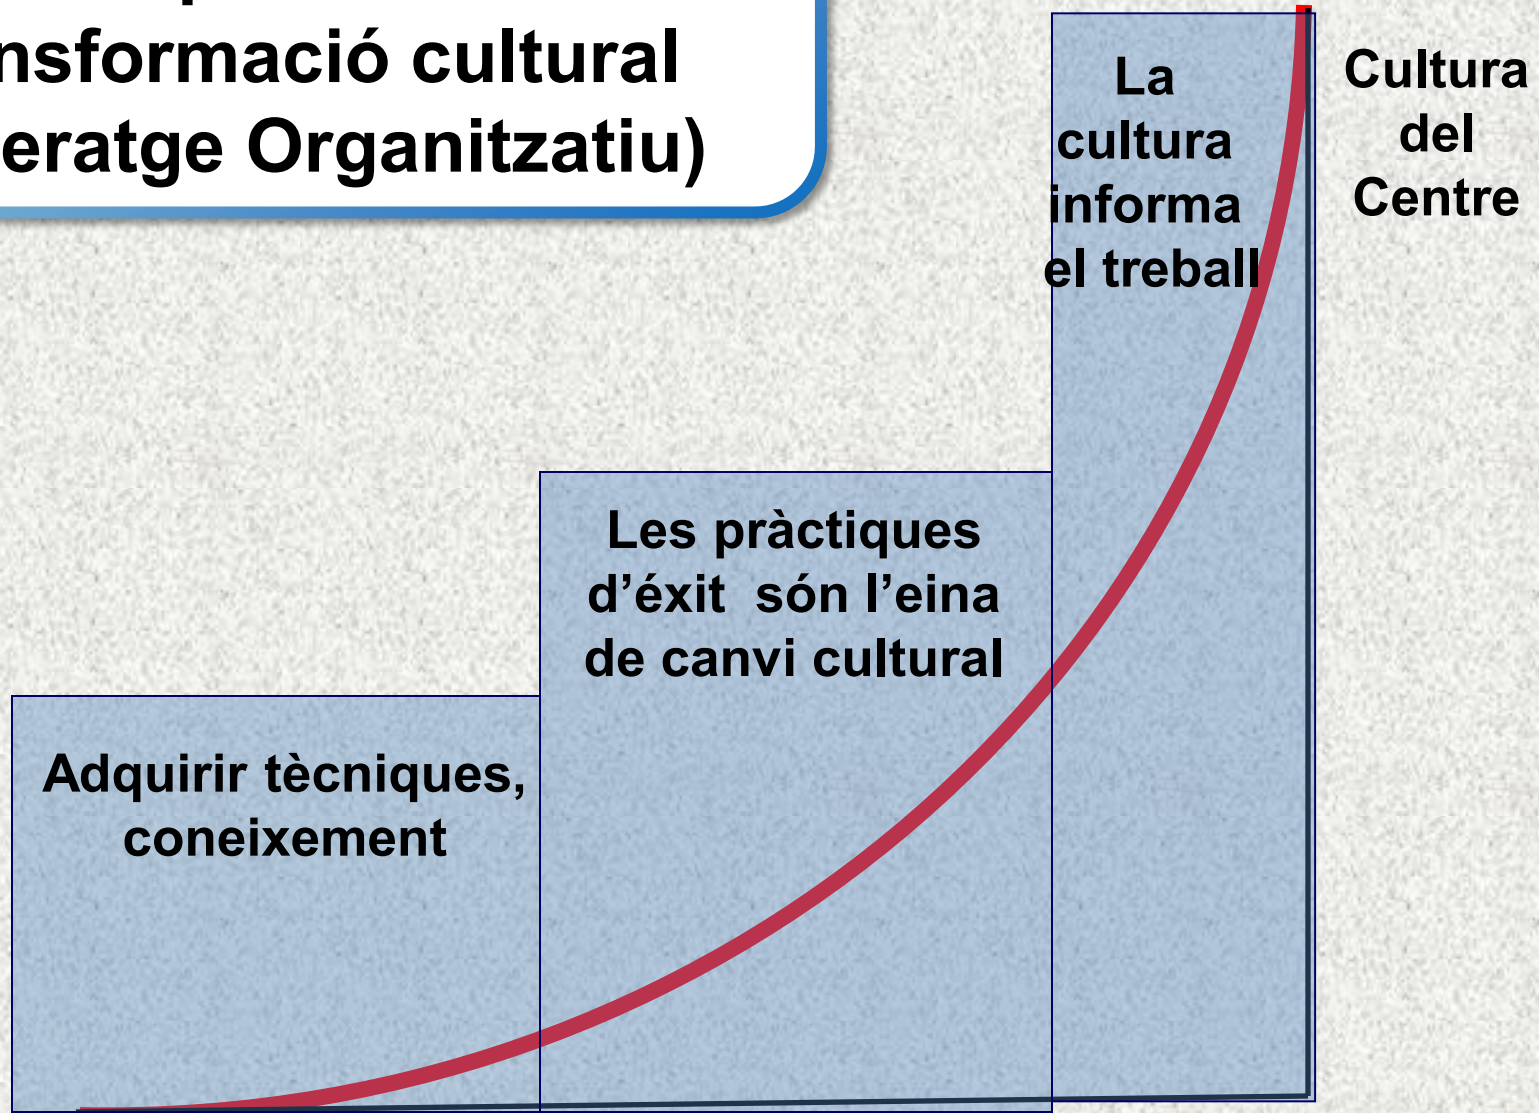 nsformació cultural
eratge Organitzatiu)
La
cultura
informa
el treball
Cultura
del
Centre
Les pràctiques
d’éxit són l’eina
de canvi cultural
Adquirir tècniques,
coneixement